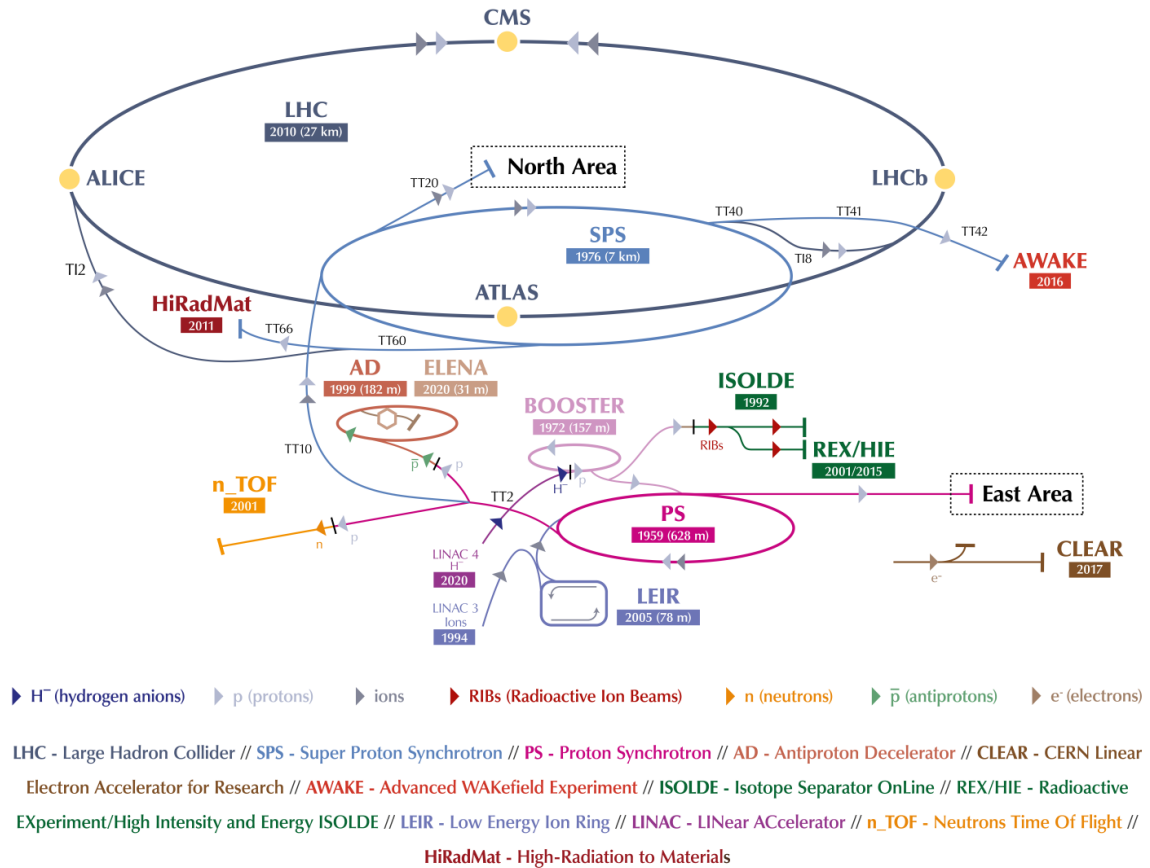 CMS
LHC
2010 (27 km)
North Area
ALICE
TT20
LHCb
TT40
TT41
SPS
1976 (7 km)
TT42
TI8
AWAKE
2016
TI2
ATLAS
HiRadMat
2011
TT66
TT60
AD
1999 (182 m)
ELENA
2020 (31 m)
ISOLDE
1992
BOOSTER
1972 (157 m)
RIBs
REX/HIE
2001/2015
TT10
p̅
p
H⁻
p
n_TOF
2001
TT2
East Area
PS
1959 (628 m)
n
p
LINAC 4
H⁻
2020
CLEAR
2017
e⁻
LINAC 3
Ions
1994
LEIR
2005 (78 m)
H⁻ (hydrogen anions) p (protons) ions RIBs (Radioactive Ion Beams) n (neutrons) p̅ (antiprotons) e⁻ (electrons)
LHC - Large Hadron Collider // SPS - Super Proton Synchrotron // PS - Proton Synchrotron // AD - Antiproton Decelerator // CLEAR - CERN Linear
Electron Accelerator for Research // AWAKE - Advanced WAKefield Experiment // ISOLDE - Isotope Separator OnLine // REX/HIE - Radioactive
EXperiment/High Intensity and Energy ISOLDE // LEIR - Low Energy Ion Ring // LINAC - LINear ACcelerator // n_TOF - Neutrons Time Of Flight //
HiRadMat - High-Radiation to Materials